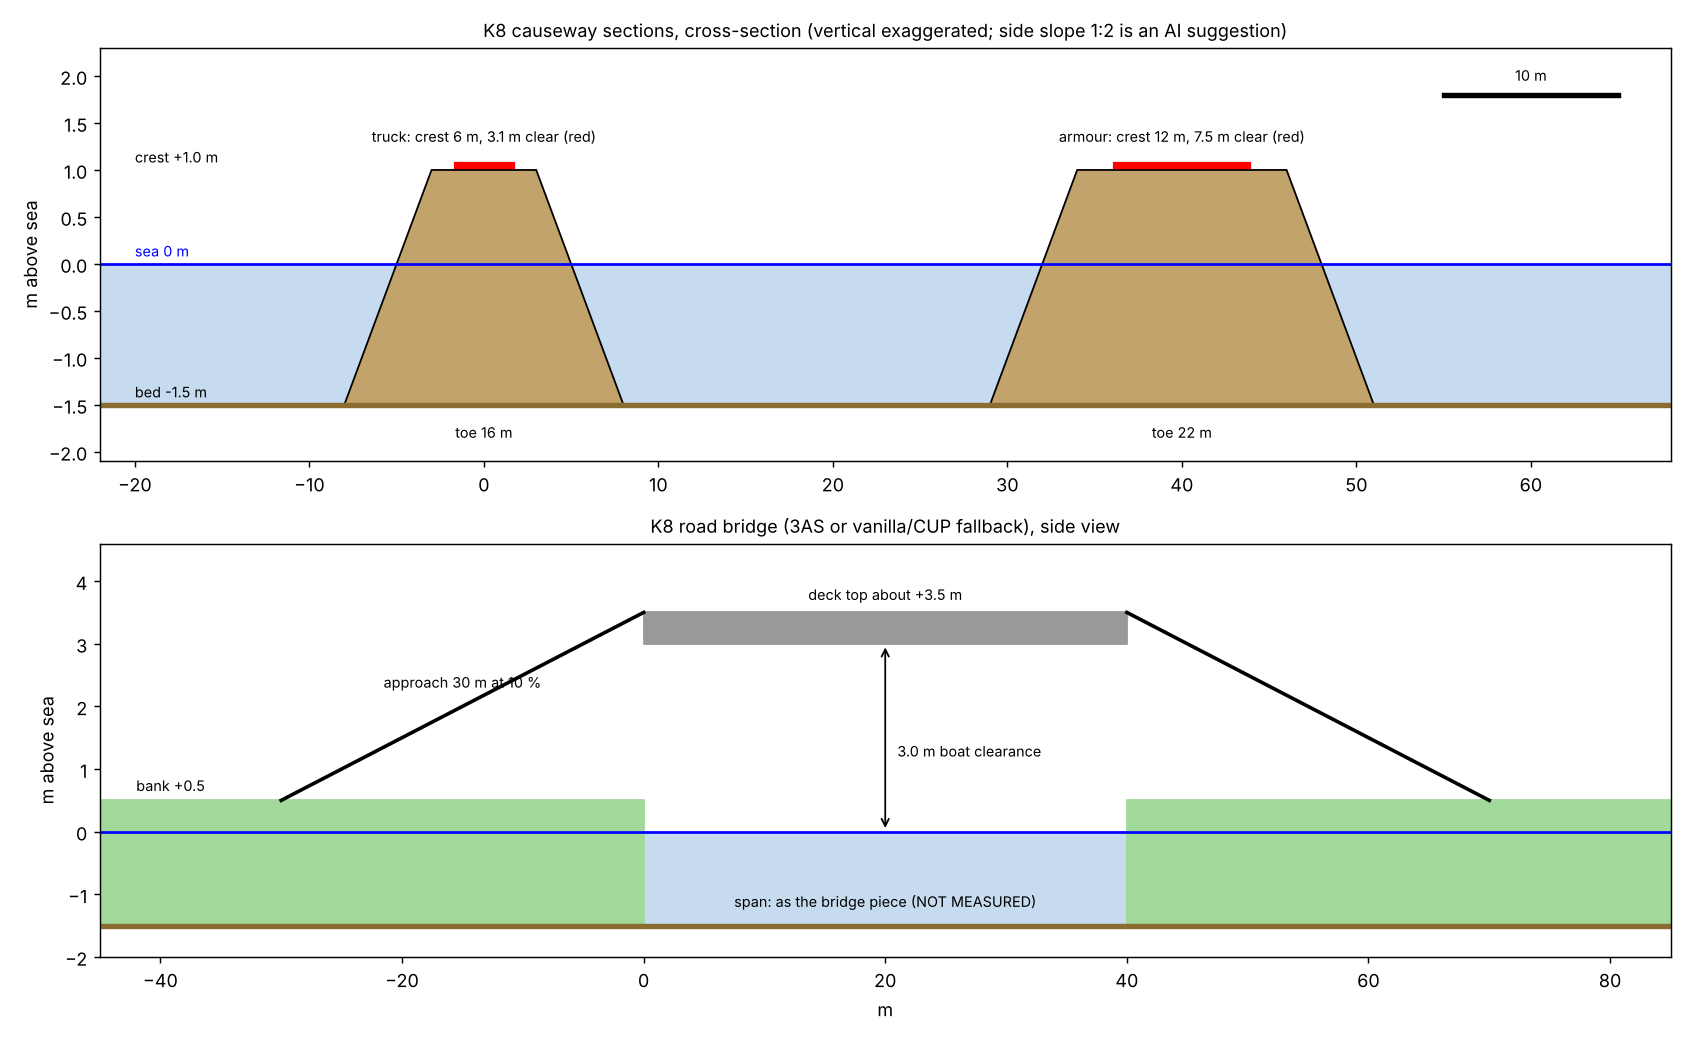 K8 causeway sections, cross-section (vertical exaggerated; side slope 1:2 is an AI suggestion)
2.0
1.5
1.0
0.5
0.0
−0.5
−1.0
−1.5
−2.0
m above sea
10 m
truck: crest 6 m, 3.1 m clear (red)
armour: crest 12 m, 7.5 m clear (red)
crest +1.0 m
sea 0 m
bed -1.5 m
toe 16 m
toe 22 m
−20
−10
0
10
20
30
40
50
60
K8 road bridge (3AS or vanilla/CUP fallback), side view
4
3
2
1
0
−1
−2
m above sea
deck top about +3.5 m
approach 30 m at 10 %
3.0 m boat clearance
bank +0.5
span: as the bridge piece (NOT MEASURED)
−40
−20
0
20
40
60
80
m